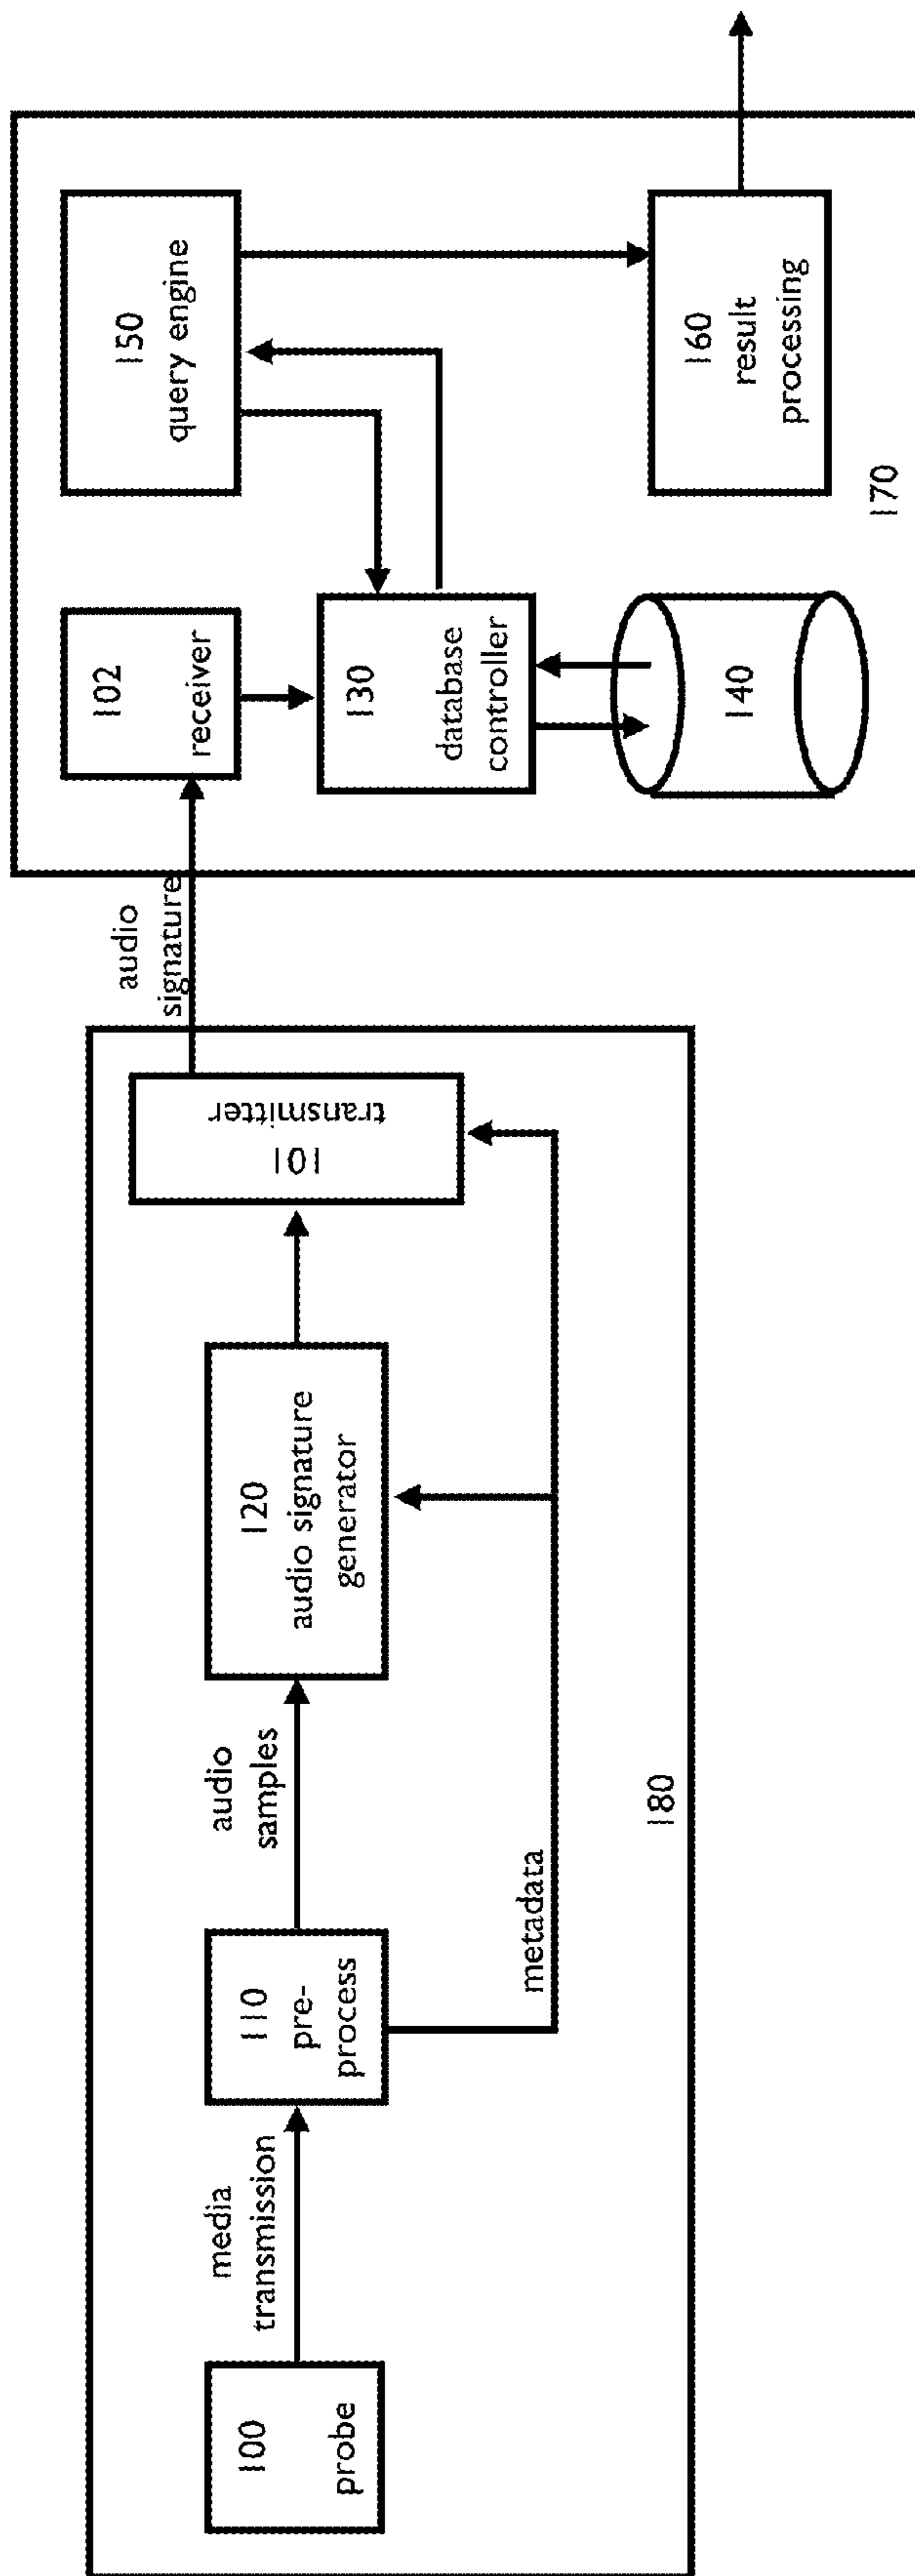 100
probe
media
transmission
110
pre-
process
audio
samples
metadata
120
audio signature
generator
101
transmitter
180
audio
signature
102
receiver
130
database
controller
140
150
query engine
160
result
processing
170